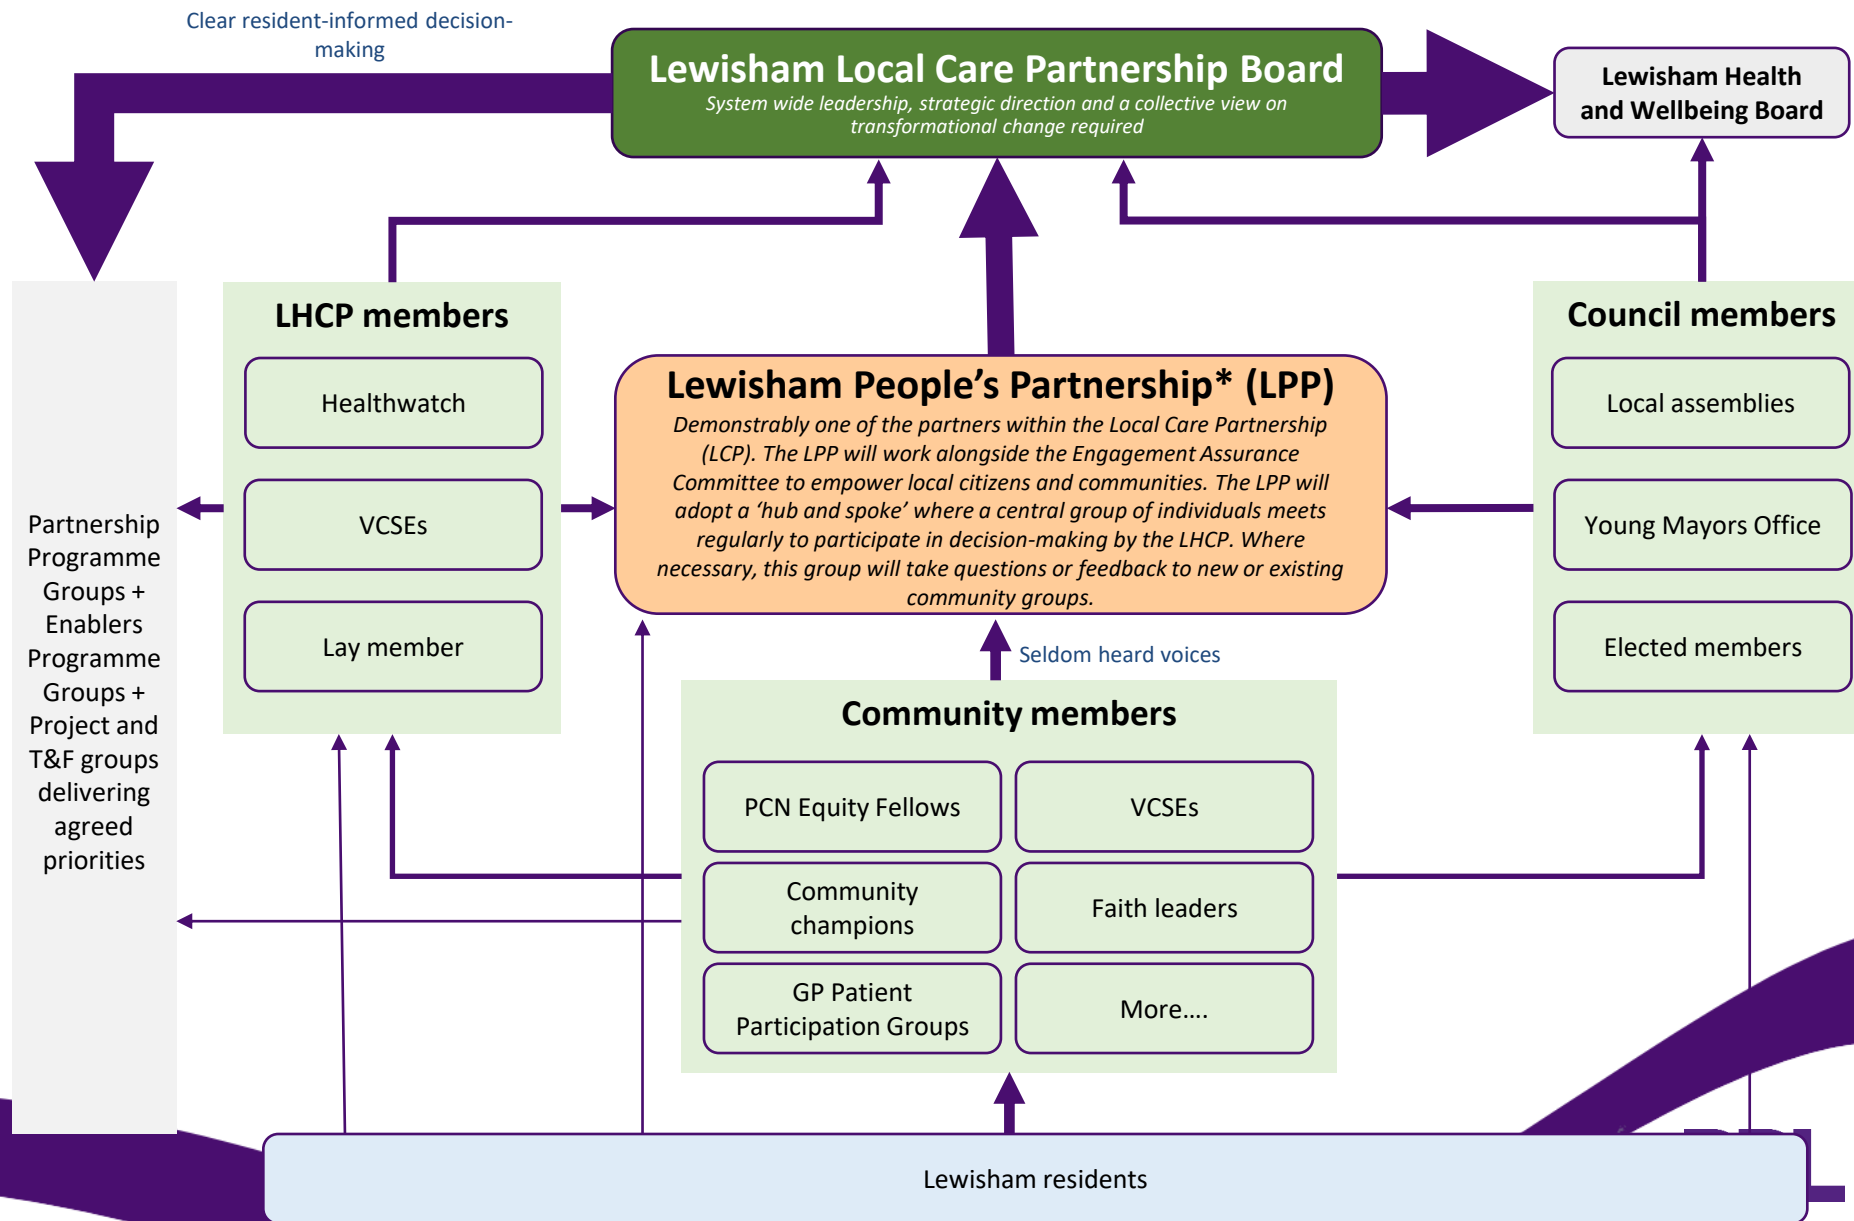 Clear resident-informed decision-
making
Lewisham Local Care Partnership Board
System wide leadership, strategic direction and a collective view on
transformational change required
Lewisham Health
and Wellbeing Board
LHCP members
Healthwatch
VCSEs
Lay member
Lewisham People’s Partnership* (LPP)
Demonstrably one of the partners within the Local Care Partnership
(LCP). The LPP will work alongside the Engagement Assurance
Committee to empower local citizens and communities. The LPP will
adopt a ‘hub and spoke’ where a central group of individuals meets
regularly to participate in decision-making by the LHCP. Where
necessary, this group will take questions or feedback to new or existing
community groups.
Council members
Local assemblies
Young Mayors Office
Elected members
Partnership
Programme
Groups +
Enablers
Programme
Groups +
Project and
T&F groups
delivering
agreed
priorities
Seldom heard voices
Community members
PCN Equity Fellows
VCSEs
Community
champions
Faith leaders
GP Patient
Participation Groups
More....
Lewisham residents